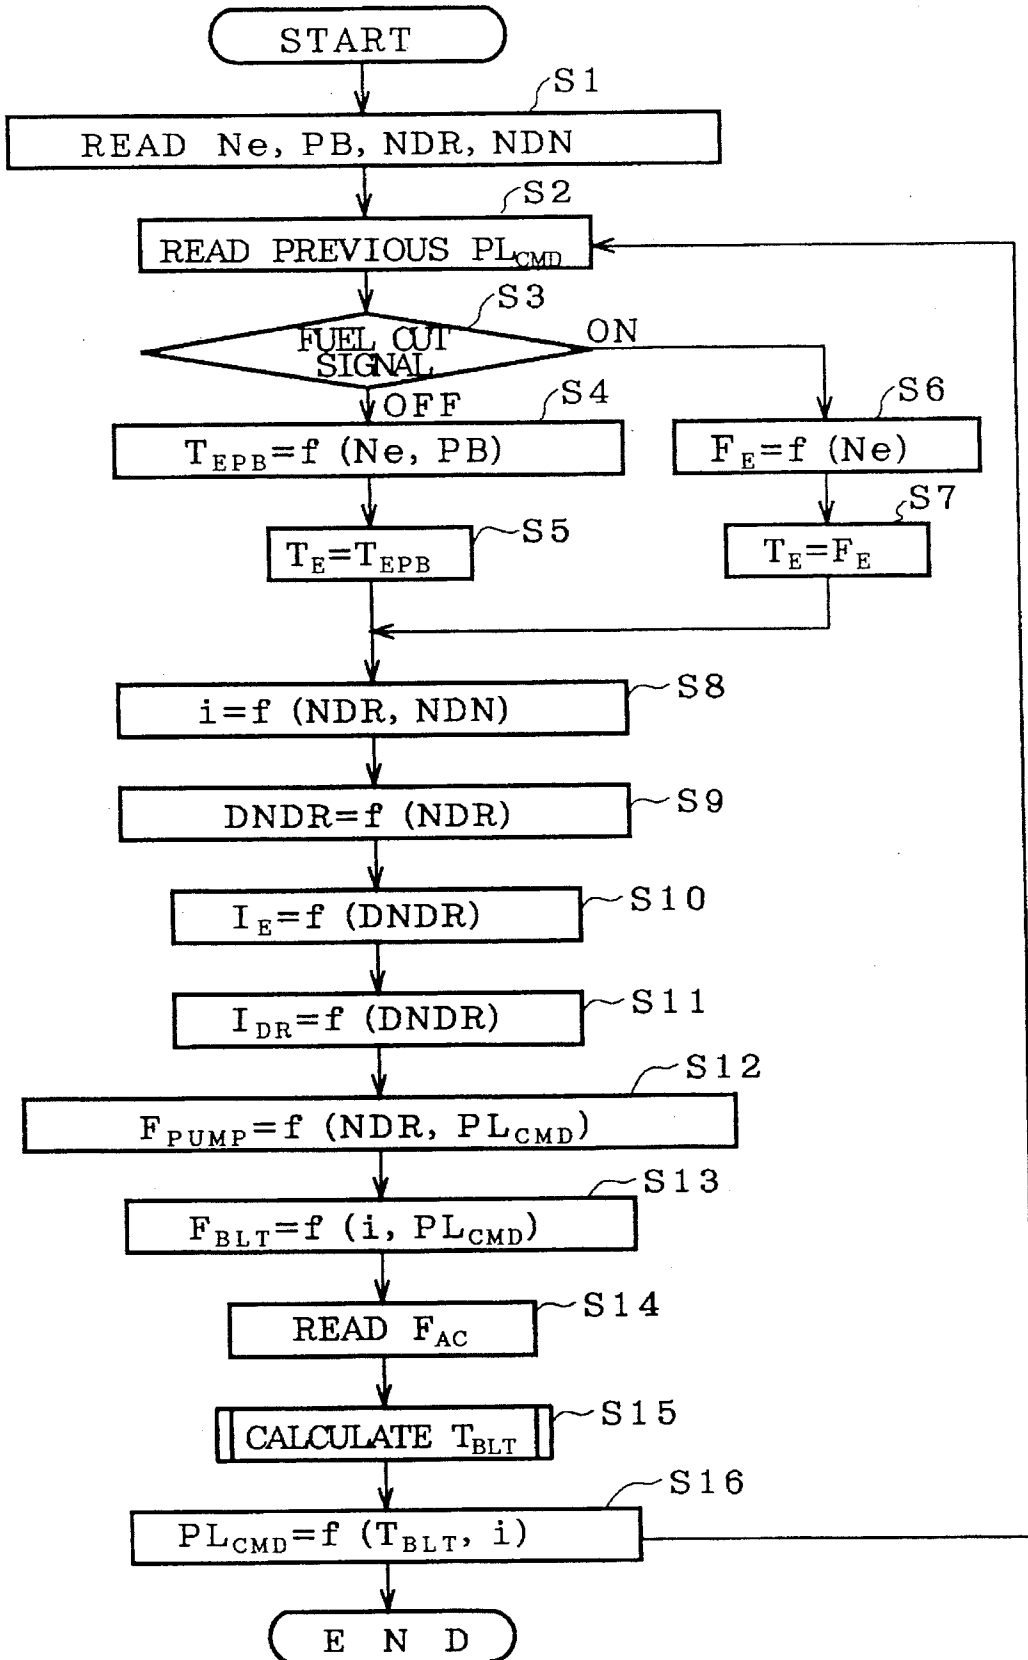 START
S1
READ Ne, PB, NDR, NDN
S2
READ PREVIOUS PLCMD
S3
FUEL CUT
SIGNAL
ON
OFF
S4
TEPB=f (Ne, PB)
S6
FE=f (Ne)
S5
TE=TEPB
S7
TE=FE
S8
i=f (NDR, NDN)
S9
DNDR=f (NDR)
S10
IE=f (DNDR)
S11
IDR=f (DNDR)
S12
FPUMP=f (NDR, PLCMD)
S13
FBLT=f (i, PLCMD)
S14
READ FAC
S15
CALCULATE TBLT
S16
PLCMD=f (TBLT, i)
E N D